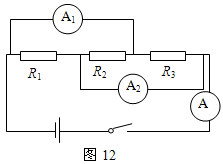 A₁
R₁ R₂ R₃
A₂
A
图 12